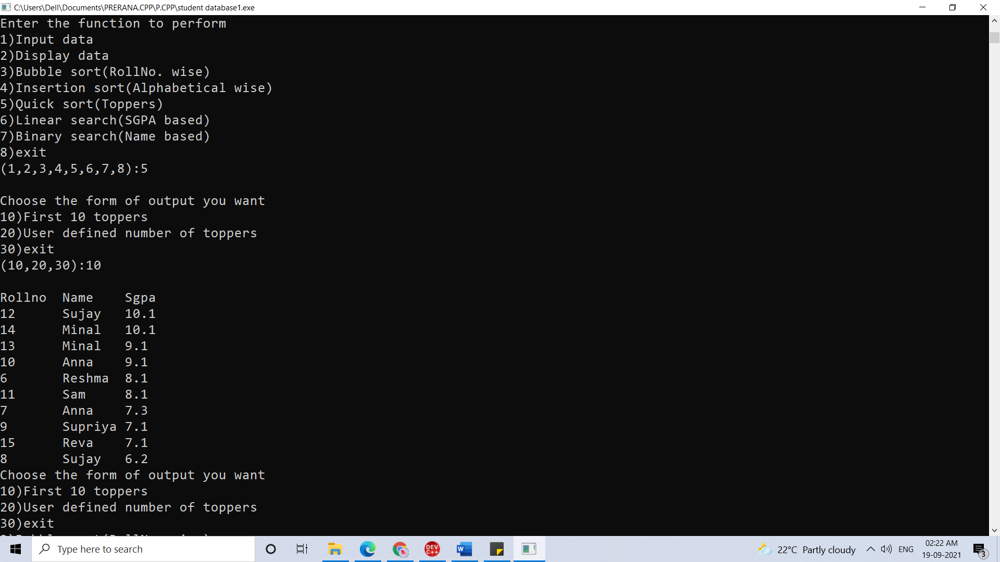 C:\Users\Dell\Documents\PRERANA.CPP\P.CPP\student database1.exe
Enter the function to perform
1)Input data
2)Display data
3)Bubble sort(RollNo. wise)
4)Insertion sort(Alphabetical wise)
5)Quick sort(Toppers)
6)Linear search(SGPA based)
7)Binary search(Name based)
8)exit
(1,2,3,4,5,6,7,8):5
Choose the form of output you want
10)First 10 toppers
20)User defined number of toppers
30)exit
(10,20,30):10
Rollno Name Sgpa
12 Sujay 10.1
14 Minal 10.1
13 Minal 9.1
10 Anna 9.1
6 Reshma 8.1
11 Sam 8.1
7 Anna 7.3
9 Supriya 7.1
15 Reva 7.1
8 Sujay 6.2
Choose the form of output you want
10)First 10 toppers
20)User defined number of toppers
30)exit
Type here to search
DEV C++
W
22°C Partly cloudy
ENG
02:22 AM
19-09-2021
3